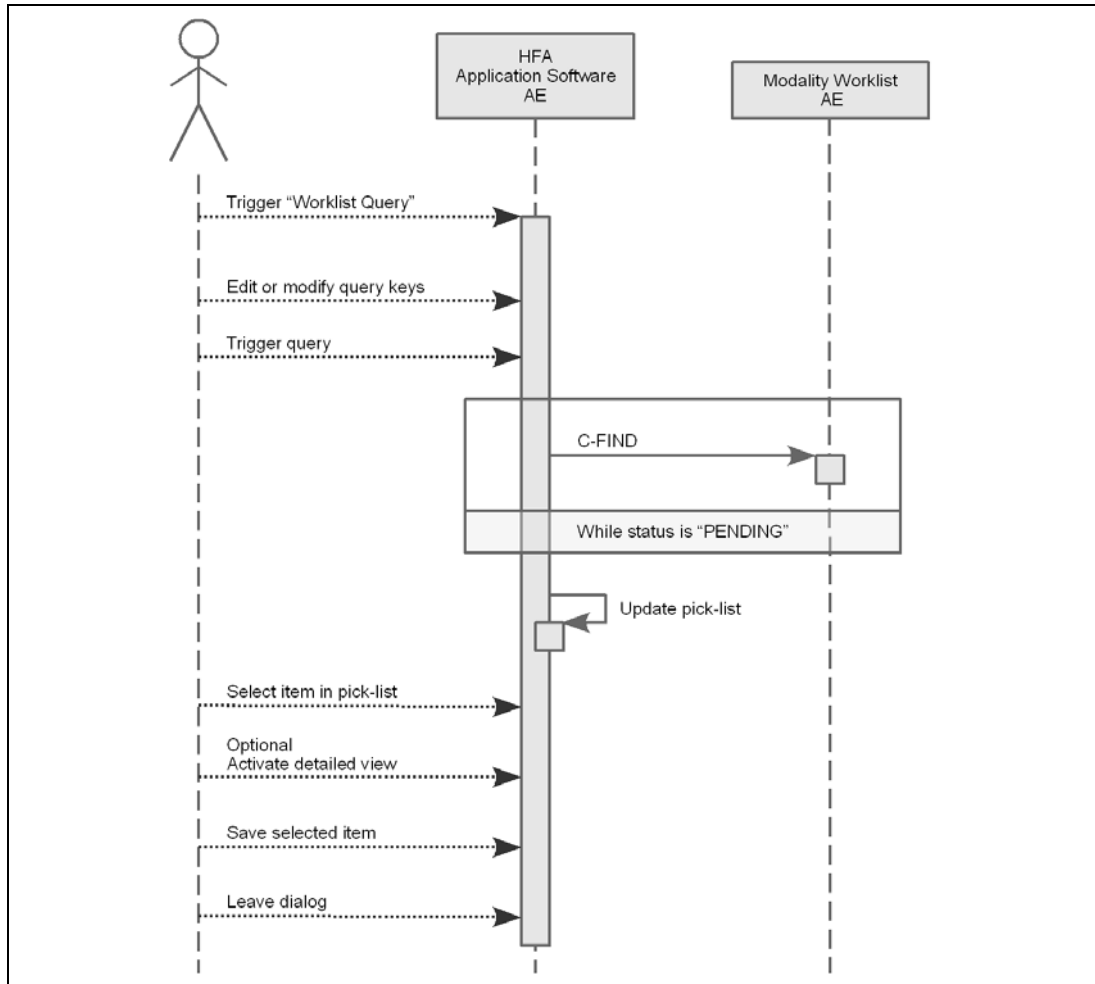 HFA
Application Software
AE
Modality Worklist
AE
Trigger “Worklist Query”
Edit or modify query keys
Trigger query
C-FIND
While status is “PENDING”
Update pick-list
Select item in pick-list
Optional
Activate detailed view
Save selected item
Leave dialog